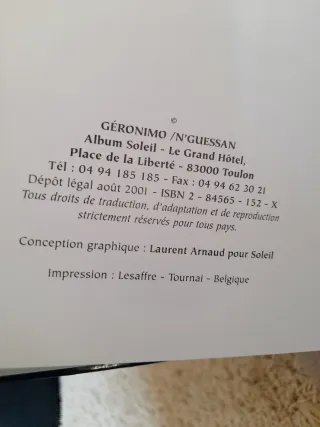 ©
GÉRONIMO /N'GUESSAN
Album Soleil - Le Grand Hôtel,
Place de la Liberté - 83000 Toulon
Tél : 04 94 185 185 - Fax : 04 94 62 30 21
Dépôt légal août 2001 - ISBN 2 - 84565 - 152 - X
Tous droits de traduction, d'adaptation et de reproduction
strictement réservés pour tous pays.
Conception graphique : Laurent Arnaud pour Soleil
Impression : Lesaffre - Tournai - Belgique